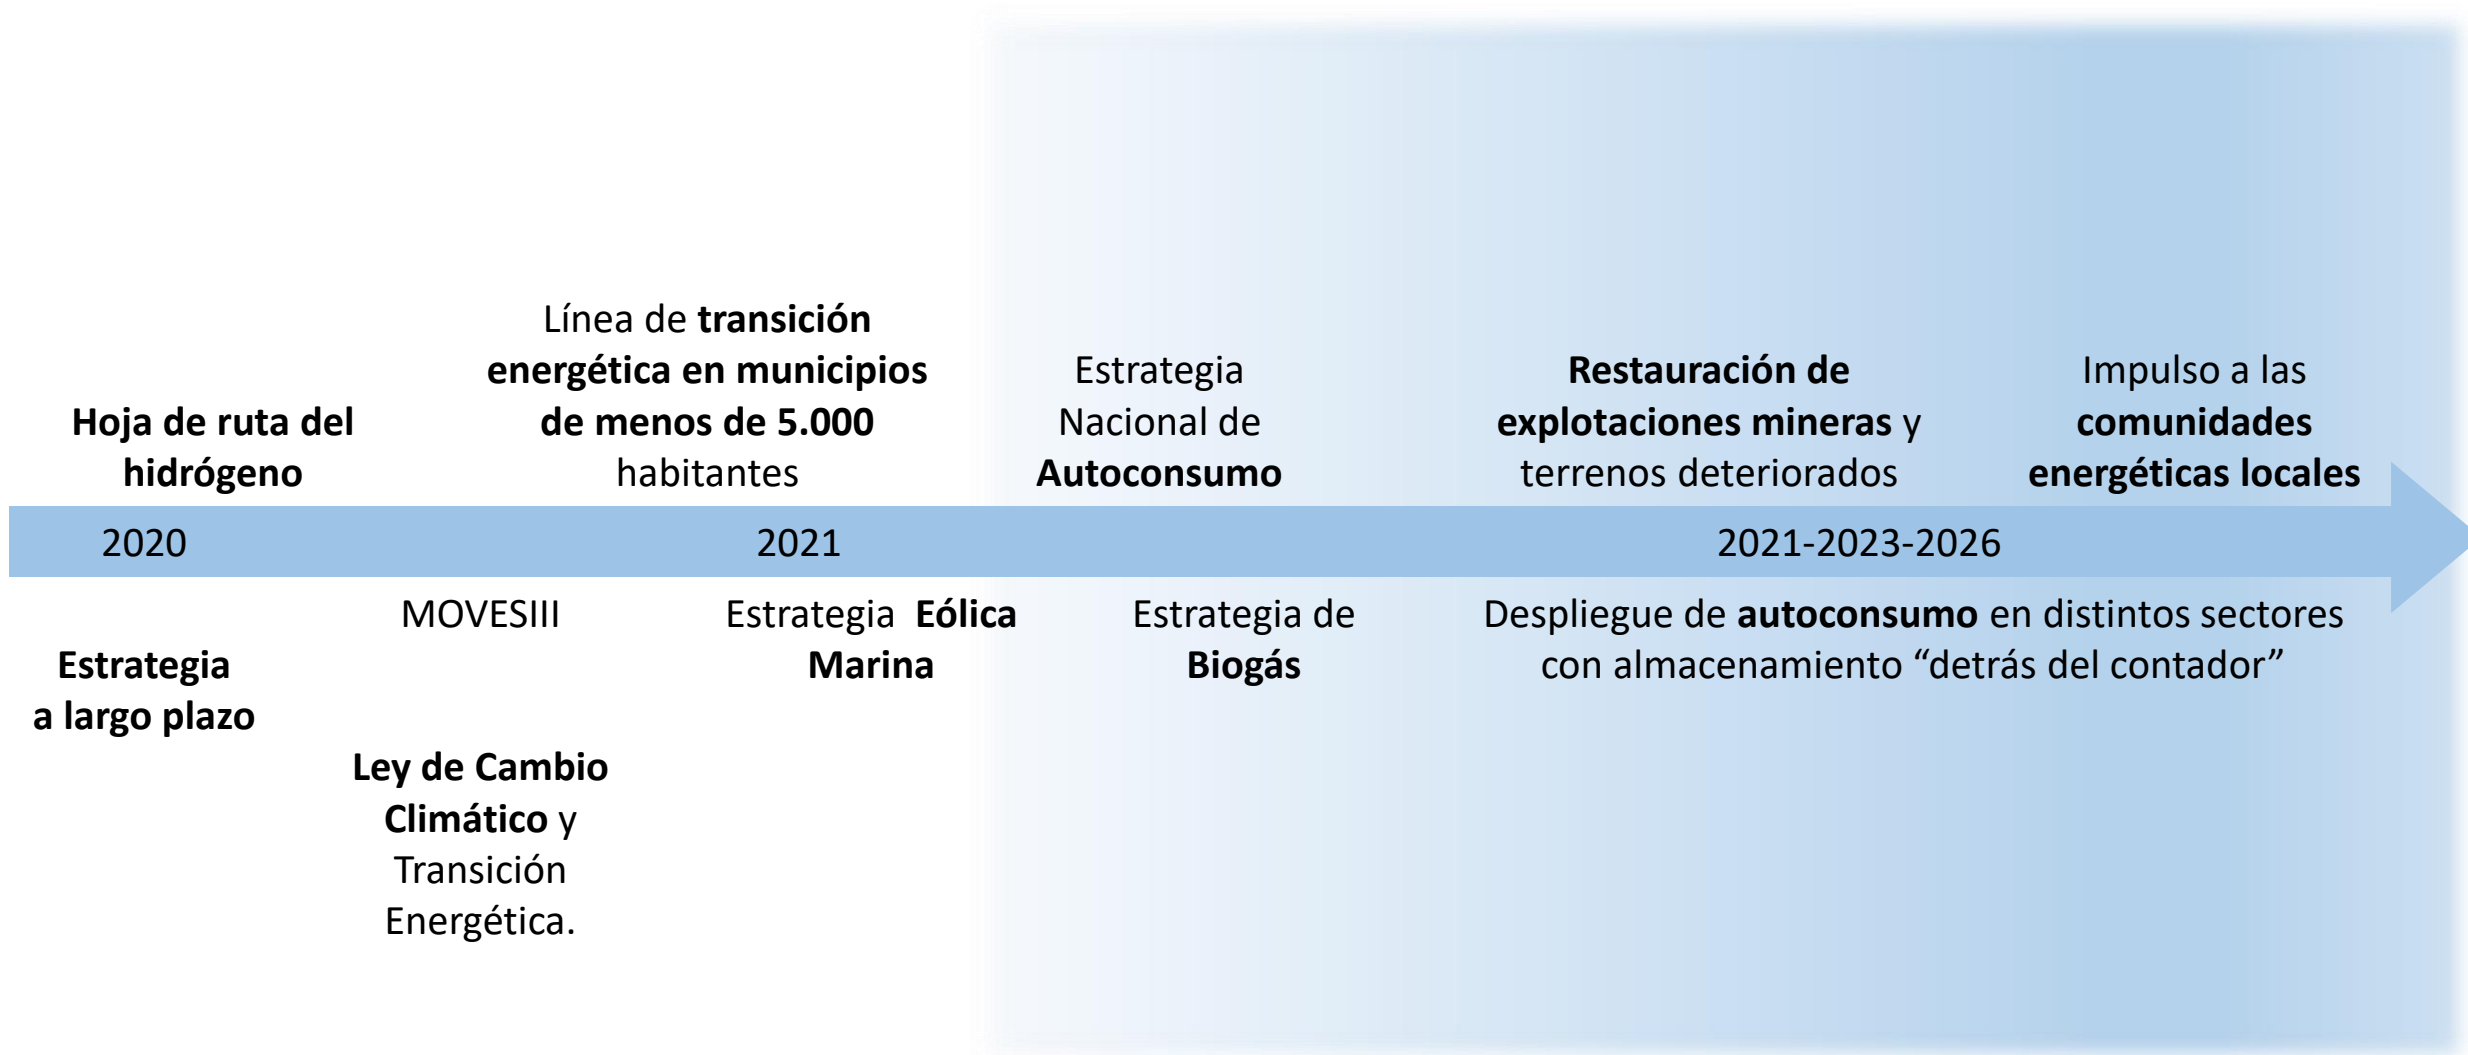 Hoja de ruta del
hidrógeno
Línea de transición
energética en municipios
de menos de 5.000
habitantes
Estrategia
Nacional de
Autoconsumo
Restauración de
explotaciones mineras y
terrenos deteriorados
Impulso a las
comunidades
energéticas locales
2020
2021
2021-2023-2026
Estrategia
a largo plazo
MOVESIII
Ley de Cambio
Climático y
Transición
Energética.
Estrategia Eólica
Marina
Estrategia de
Biogás
Despliegue de autoconsumo en distintos sectores
con almacenamiento “detrás del contador”